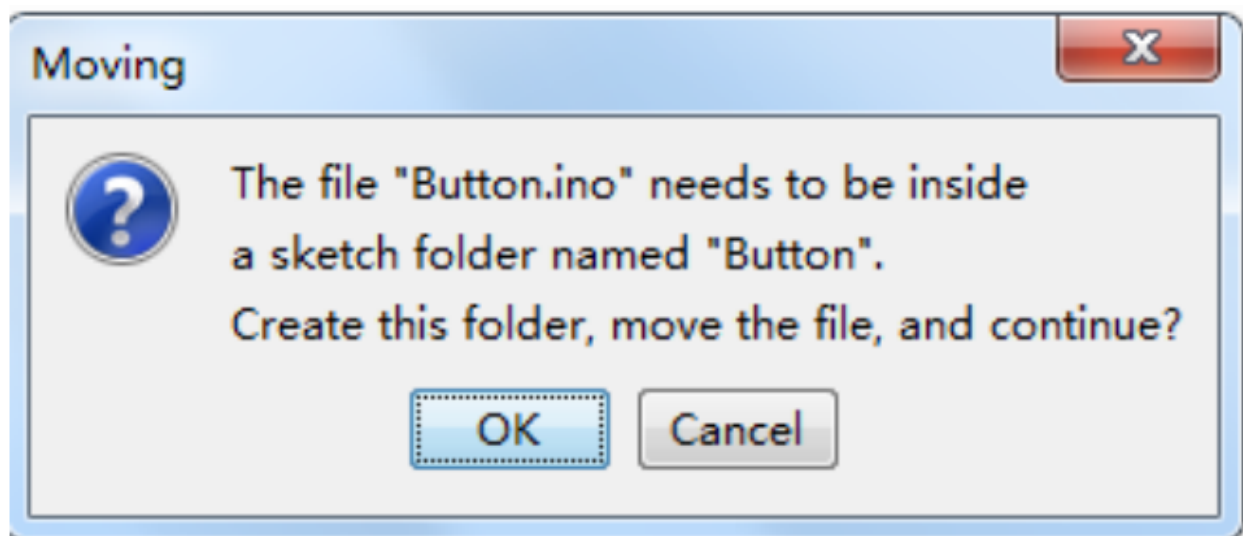 Moving
The file "Button.ino" needs to be inside
a sketch folder named "Button".
Create this folder, move the file, and continue?
OK
Cancel